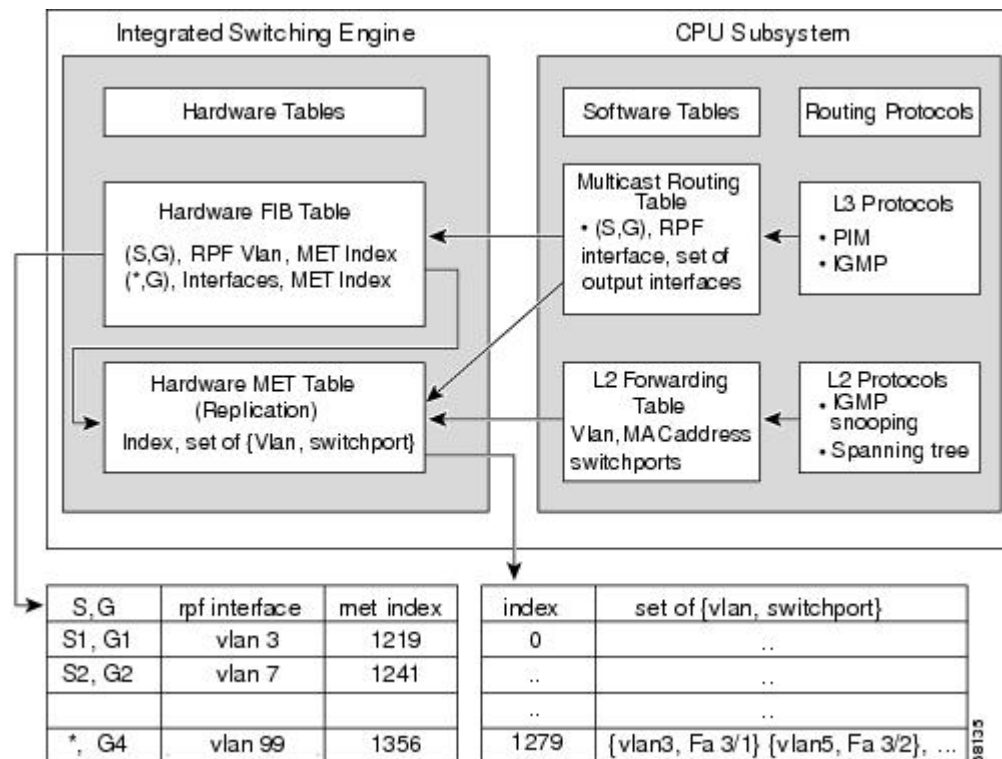 Integrated Switching Engine
CPU Subsystem
Hardware Tables
Software Tables
Routing Protocols
Hardware FIB Table
(S,G), RPF Vlan, MET Index
(*,G), Interfaces, MET Index
Multicast Routing
Table
• (S,G), RPF
interface, set of
output interfaces
L3 Protocols
• PIM
• IGMP
Hardware MET Table
(Replication)
Index, set of {Vlan, switchport}
L2 Forwarding
Table
Vlan, MAC address
switchports
L2 Protocols
• IGMP
snooping
• Spanning tree
S,G rpf interface met index
S1, G1 vlan 3 1219
S2, G2 vlan 7 1241
*, G4 vlan 99 1356
index set of {vlan, switchport}
0 ..
.. ..
.. ..
1279 {vlan3, Fa 3/1} {vlan5, Fa 3/2}, ...